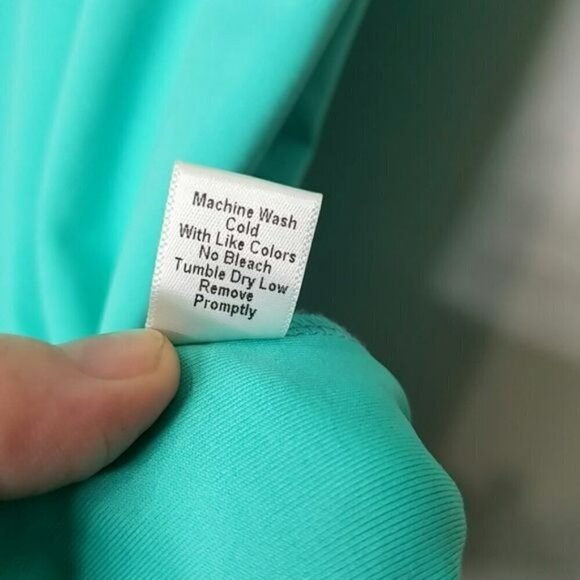 Machine Wash
Cold
With Like Colors
No Bleach
Tumble Dry Low
Remove
Promptly